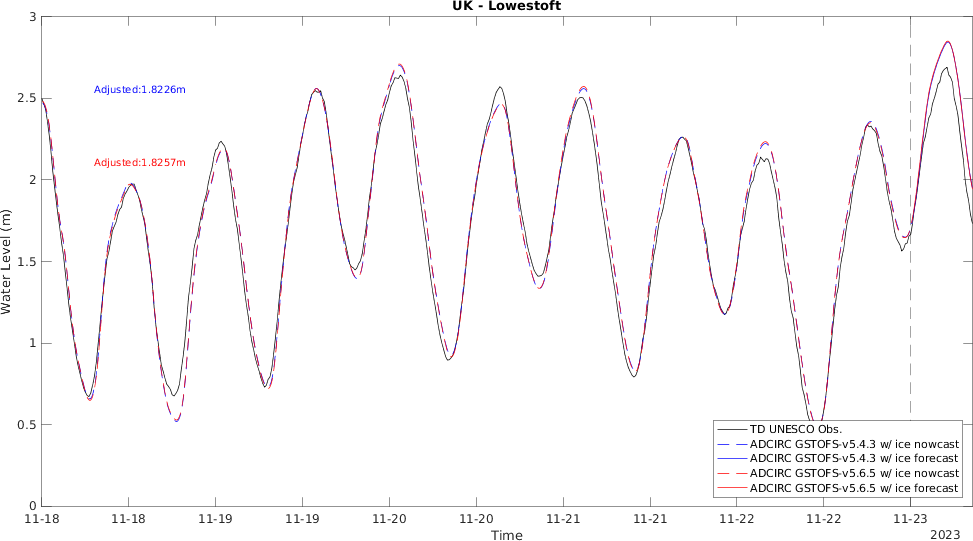 UK - Lowestoft
3
2.5
2
1.5
1
0.5
0
Water Level (m)
Adjusted:1.8226m
Adjusted:1.8257m
TD UNESCO Obs.
ADCIRC GSTOFS-v5.4.3 w/ ice nowcast
ADCIRC GSTOFS-v5.4.3 w/ ice forecast
ADCIRC GSTOFS-v5.6.5 w/ ice nowcast
ADCIRC GSTOFS-v5.6.5 w/ ice forecast
11-18 11-18 11-19 11-19 11-20 11-20 11-21 11-21 11-22 11-22 11-23
Time
2023